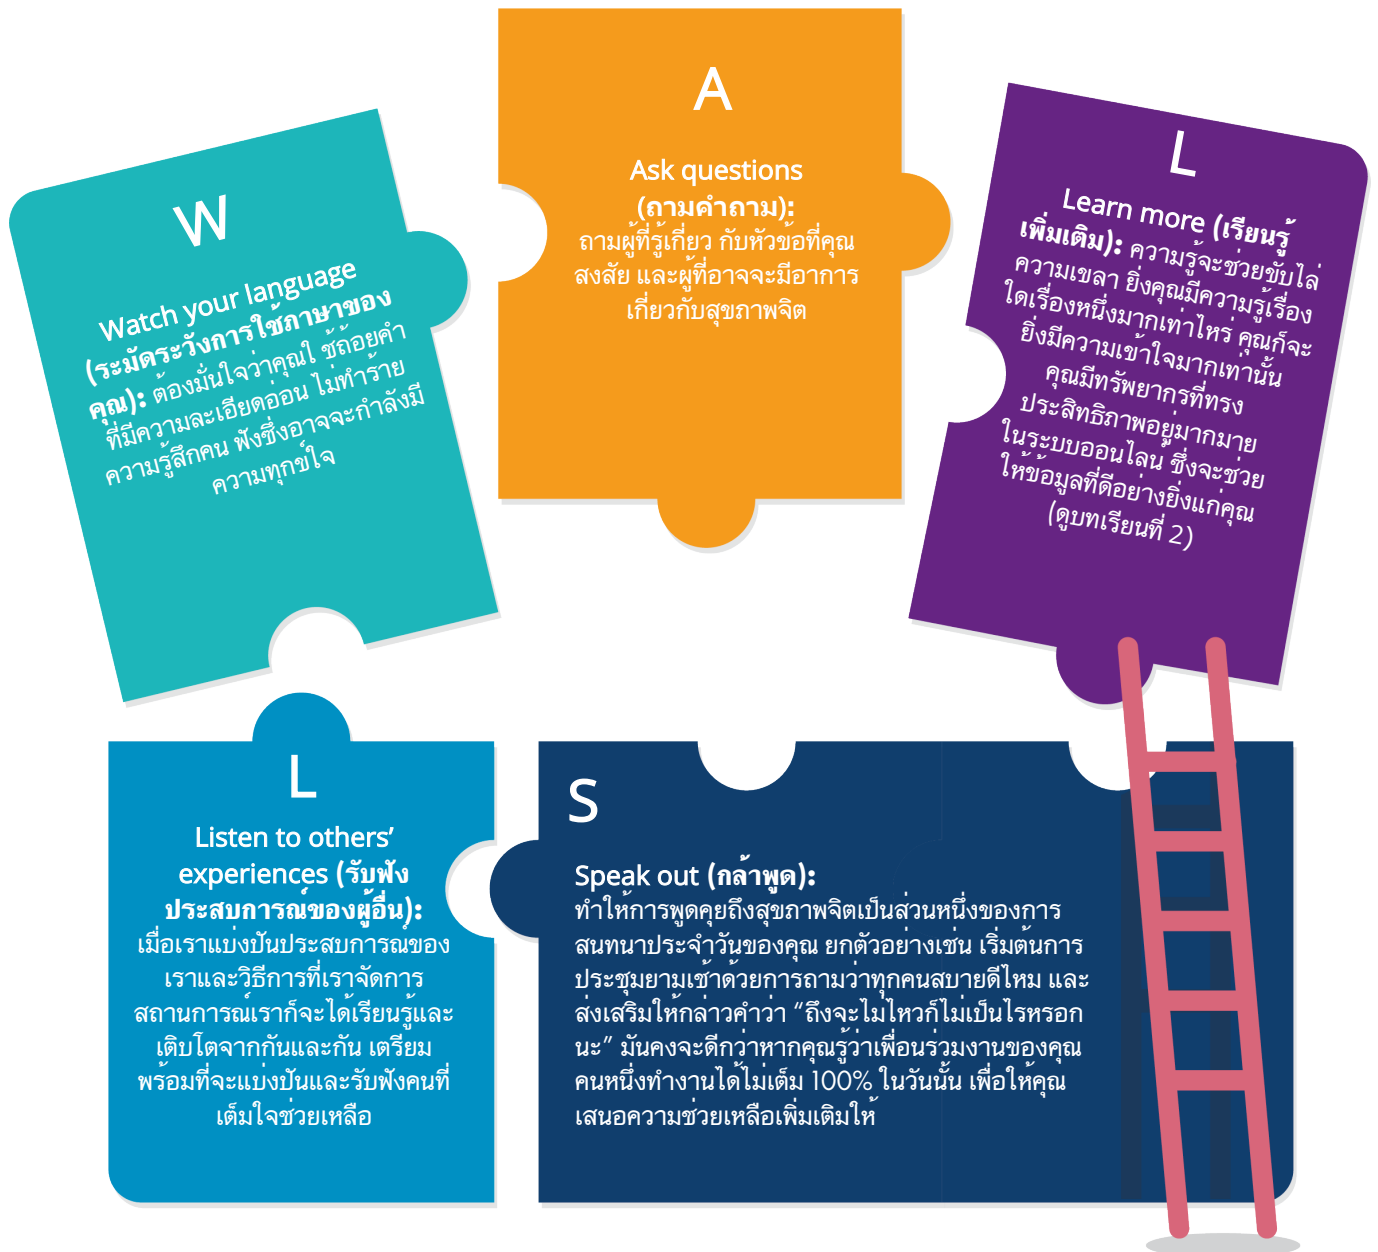 W
Watch your language
(ระมัดระวังการใช้ภาษาของ
คุณ): ต้องมั่นใจว่าคุณใ ช้ถ้อยคำ
ที่มีความละเอียดอ่อน ไม่ทำร้าย
ความรู้สึกคน ฟังซึ่งอาจจะกำลังมี
ความทุกข์ใจ
A
Ask questions
(ถามคำถาม):
ถามผู้ที่รู้เกี่ยว กับหัวข้อที่คุณ
สงสัย และผู้ที่อาจจะมีอาการ
เกี่ยวกับสุขภาพจิต
L
Learn more (เรียนรู้
เพิ่มเติม): ความรู้จะช่วยขับไล่
ความเขลา ยิ่งคุณมีความรู้เรื่อง
ใดเรื่องหนึ่งมากเท่าไหร่ คุณก็จะ
ยิ่งมีความเข้าใจมากเท่านั้น
คุณมีทรัพยากรที่ทรง
ประสิทธิภาพอยู่มากมาย
ในระบบออนไลน์ ซึ่งจะช่วย
ให้ข้อมูลที่ดีอย่างยิ่งแก่คุณ
(ดูบทเรียนที่ 2)
L
Listen to others’
experiences (รับฟัง
ประสบการณ์ของผู้อื่น):
เมื่อเราแบ่งปันประสบการณ์ของ
เราและวิธีการที่เราจัดการ
สถานการณ์เราก็จะได้เรียนรู้และ
เติบโตจากกันและกัน เตรียม
พร้อมที่จะแบ่งปันและรับฟังคนที่
เต็มใจช่วยเหลือ
S
Speak out (กล้าพูด):
ทำให้การพูดคุยถึงสุขภาพจิตเป็นส่วนหนึ่งของการ
สนทนาประจำวันของคุณ ยกตัวอย่างเช่น เริ่มต้นการ
ประชุมยามเช้าด้วยการถามว่าทุกคนสบายดีไหม และ
ส่งเสริมให้กล่าวคำว่า “ถึงจะไม่ไหวก็ไม่เป็นไรหรอก
นะ” มันคงจะดีกว่าหากคุณรู้ว่าเพื่อนร่วมงานของคุณ
คนหนึ่งทำงานได้ไม่เต็ม 100% ในวันนั้น เพื่อให้คุณ
เสนอความช่วยเหลือเพิ่มเติมให้